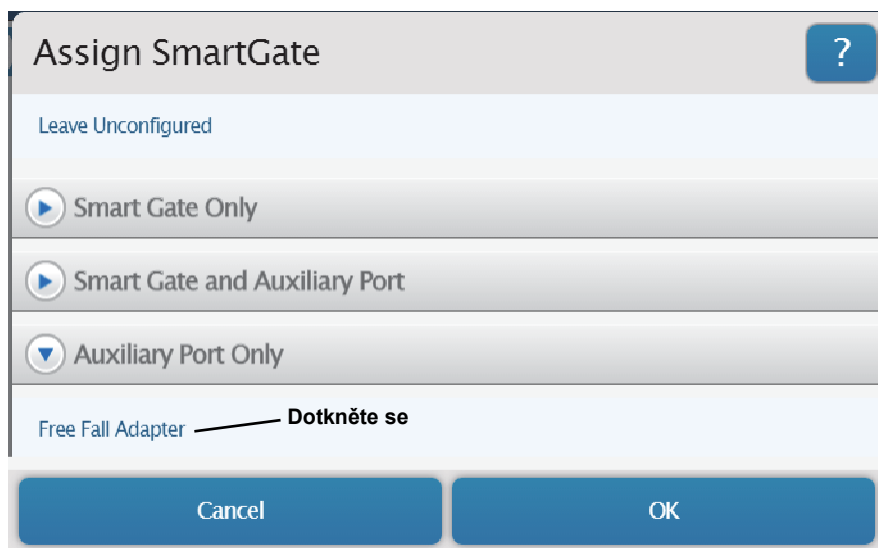 Assign SmartGate
?
Leave Unconfigured
Smart Gate Only
Smart Gate and Auxiliary Port
Auxiliary Port Only
Free Fall Adapter Dotkněte se
Cancel OK